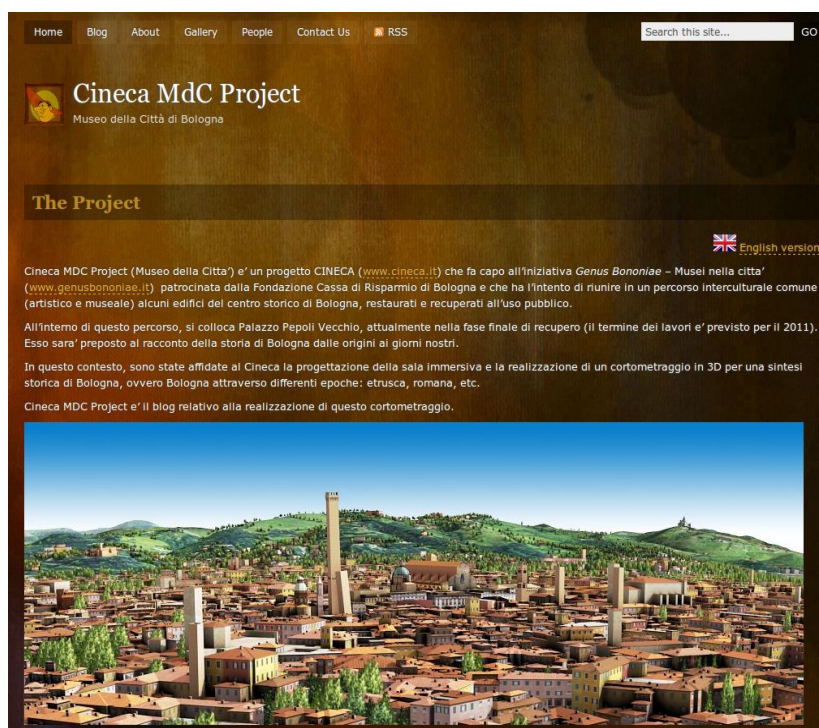 Home Blog About Gallery People Contact Us RSS Search this site... GO
Cineca MdC Project
Museo della Città di Bologna
The Project
English version
Cineca MDC Project (Museo della Citta') e' un progetto CINECA (www.cineca.it) che fa capo all'iniziativa Genus Bononiae – Musei nella citta'
(www.genusbononiae.it) patrocinata dalla Fondazione Cassa di Risparmio di Bologna e che ha l'intento di riunire in un percorso interculturale comune
(artistico e museale) alcuni edifici del centro storico di Bologna, restaurati e recuperati all'uso pubblico.
All'interno di questo percorso, si colloca Palazzo Pepoli Vecchio, attualmente nella fase finale di recupero (il termine dei lavori e' previsto per il 2011).
Esso sara' preposto al racconto della storia di Bologna dalle origini ai giorni nostri.
In questo contesto, sono state affidate al Cineca la progettazione della sala immersiva e la realizzazione di un cortometraggio in 3D per una sintesi
storica di Bologna, ovvero Bologna attraverso differenti epoche: etrusca, romana, etc.
Cineca MDC Project e' il blog relativo alla realizzazione di questo cortometraggio.